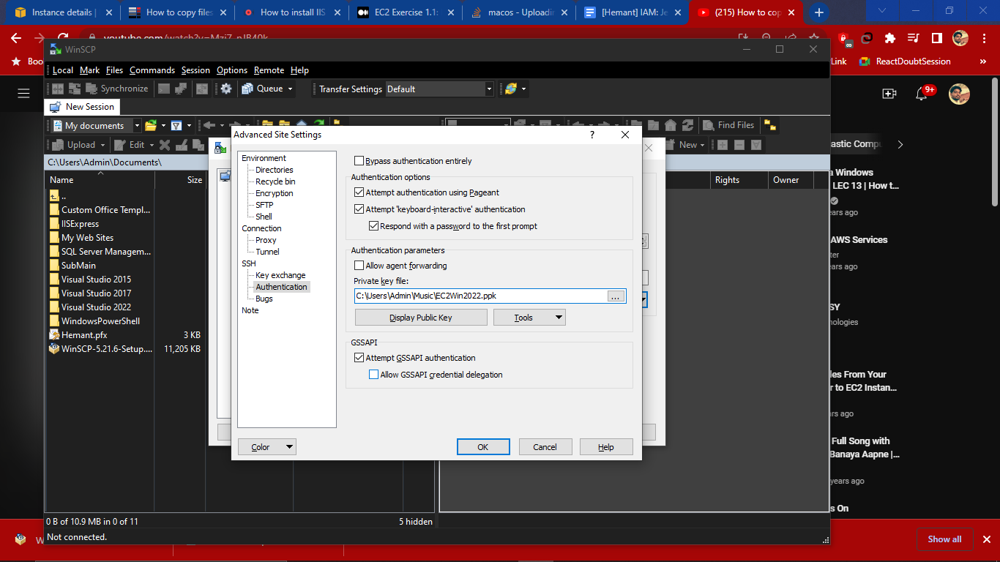 Instance details |
How to copy files
How to install IIS
EC2 Exercise 1.1:
macos - Uploadin
[Hemant] IAM: Je
(215) How to cop
youtube.com/watch?v=Mzi7
Boo
Link
ReactDoubtSession
»
WinSCP
Local Mark Files Commands Session Options Remote Help
Synchronize
Queue
Transfer Settings Default
New Session
My documents
Find Files
Upload
Edit
New
C:\Users\Admin\Documents\
Name Size
Rights Owner
..
Custom Office Templ...
IISExpress
My Web Sites
SQL Server Managem...
SubMain
Visual Studio 2015
Visual Studio 2017
Visual Studio 2022
WindowsPowerShell
Hemant.pfx 3 KB
WinSCP-5.21.6-Setup.... 11,205 KB
Advanced Site Settings
?
Environment
Directories
Recycle bin
Encryption
SFTP
Shell
Connection
Proxy
Tunnel
SSH
Key exchange
Authentication
Bugs
Note
Bypass authentication entirely
Authentication options
Attempt authentication using Pageant
Attempt 'keyboard-interactive' authentication
Respond with a password to the first prompt
Authentication parameters
Allow agent forwarding
Private key file:
C:\Users\Admin\Music\EC2Win2022.ppk
...
Display Public Key
Tools
GSSAPI
Attempt GSSAPI authentication
Allow GSSAPI credential delegation
Color
OK
Cancel
Help
9+
astic Compu
a Windows
LEC 13 | How t...
ears ago
AWS Services
ter
ears ago
SY
nologies
les From Your
r to EC2 Instan...
rs ago
Full Song with
Banaya Aapne |...
years ago
s On
0 B of 10.9 MB in 0 of 11
5 hidden
Not connected.
W
Show all